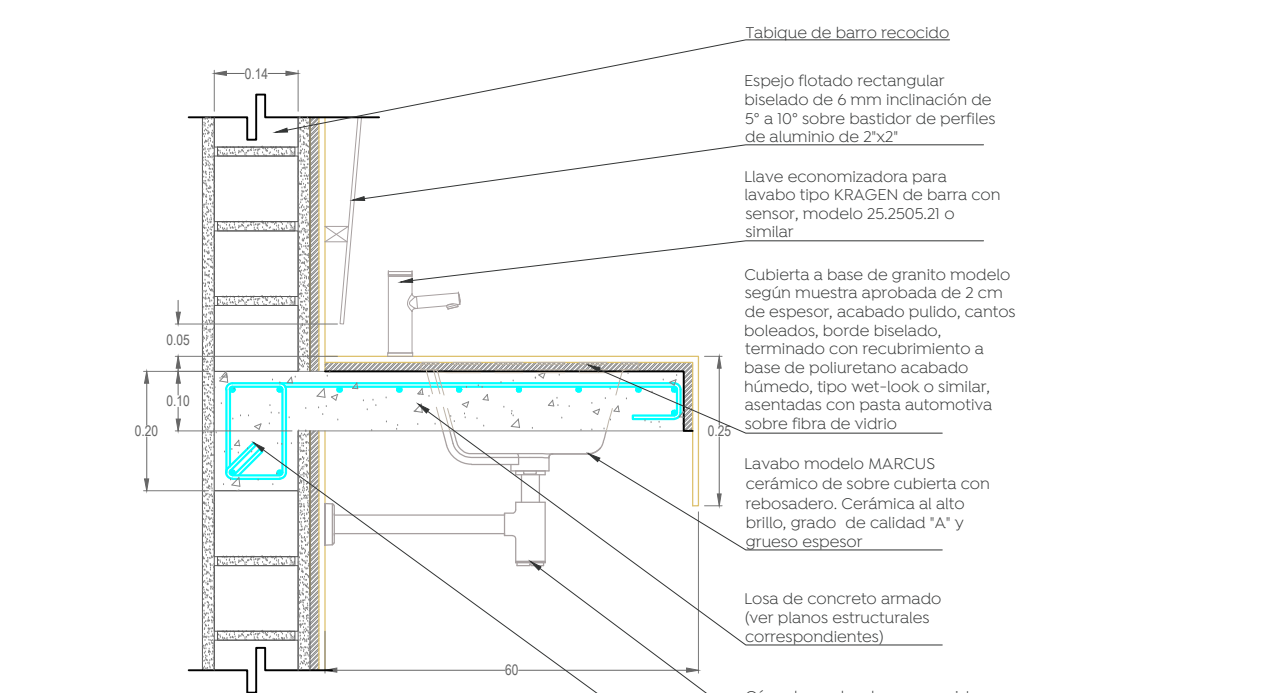 Tabique de barro recocido
0.14
Espejo flotado rectangular
biselado de 6 mm inclinación de
5° a 10° sobre bastidor de perfiles
de aluminio de 2"x2"
Llave economizadora para
lavabo tipo KRAGEN de barra con
sensor, modelo 25.2505.21 o
similar
Cubierta a base de granito modelo
según muestra aprobada de 2 cm
de espesor, acabado pulido, cantos
boleados, borde biselado,
terminado con recubrimiento a
base de poliuretano acabado
húmedo, tipo wet-look o similar,
asentadas con pasta automotiva
sobre fibra de vidrio
0.05
0.10
0.20
0.25
Lavabo modelo MARCUS
cerámico de sobre cubierta con
rebosadero. Cerámica al alto
brillo, grado de calidad "A" y
grueso espesor
Losa de concreto armado
(ver planos estructurales
correspondientes)
60